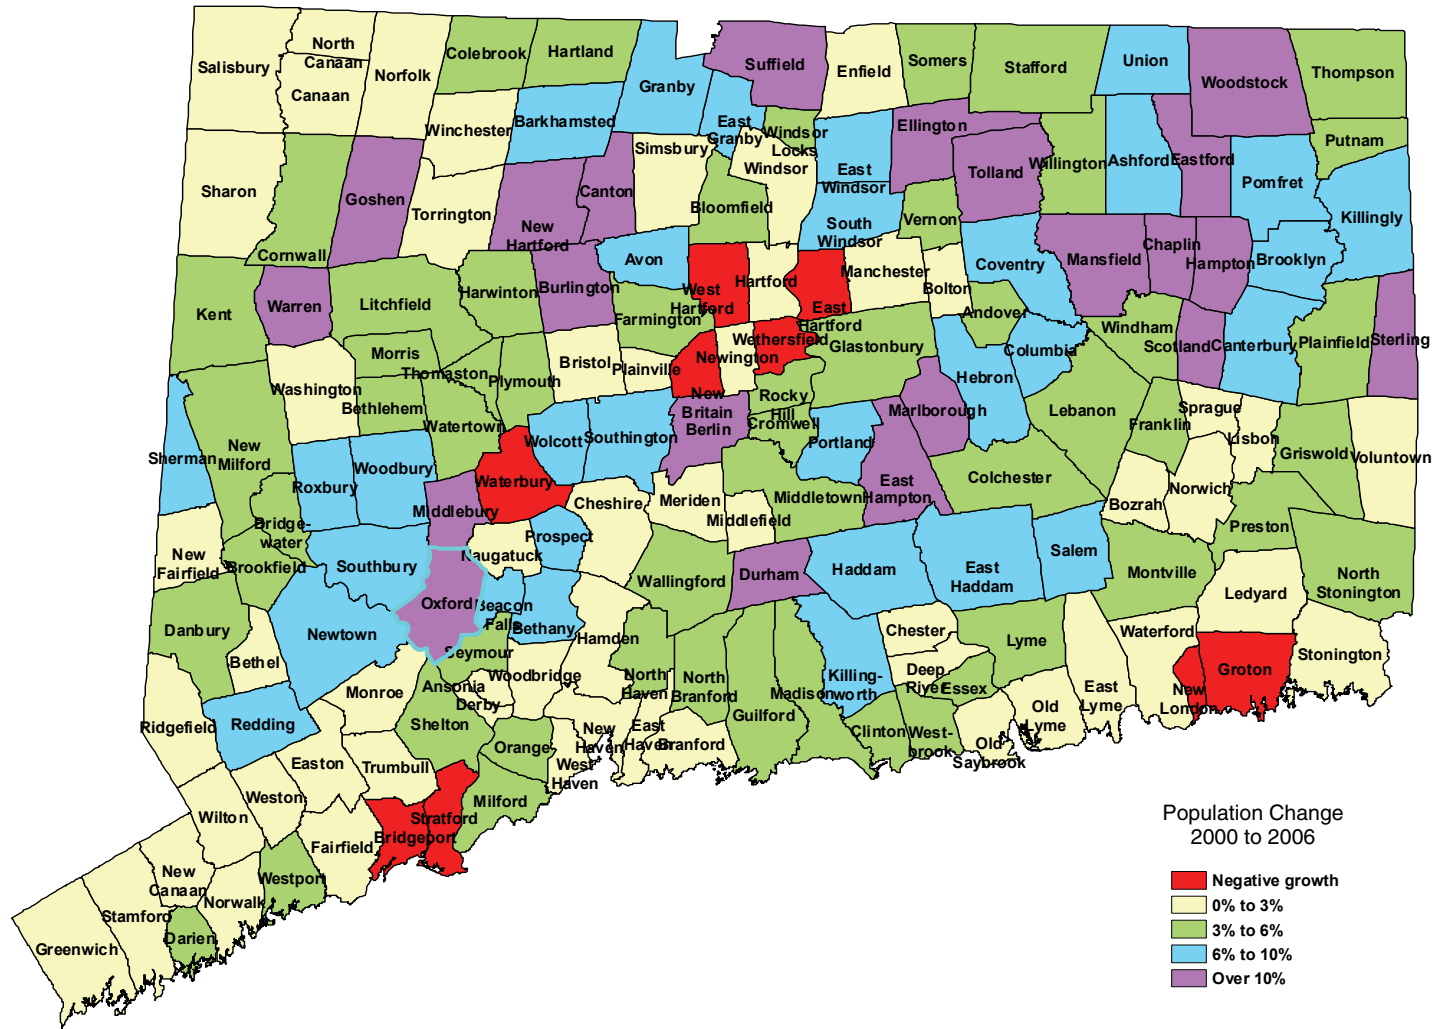 North
Canaan
Salisbury
Canaan
Norfolk
Colebrook
Hartland
Granby
Suffield
Enfield
Somers
Stafford
Union
Woodstock
Thompson
Winchester
Barkhamsted
East
Granby
Windsor
Locks
Ellington
Putnam
Simsbury
Windsor
East
Windsor
Tolland
Willington
Ashford
Eastford
Pomfret
Killingly
Sharon
Goshen
Torrington
New
Hartford
Canton
Bloomfield
South
Windsor
Vernon
Cornwall
Avon
Coventry
Mansfield
Chaplin
Hampton
Brooklyn
Kent
Warren
Litchfield
Harwinton
Burlington
West
Hartford
Hartford
East
Hartford
Manchester
Bolton
Farmington
Andover
Windham
Scotland
Canterbury
Plainfield
Sterling
Washington
Morris
Thomaston
Plymouth
Bristol
Plainville
Newington
Wethersfield
Glastonbury
Hebron
Columbia
Bethlehem
Watertown
New
Britain
Berlin
Rocky
Hill
Cromwell
Portland
Marlborough
Lebanon
Franklin
Sprague
Lisbon
Griswold
Voluntown
Sherman
New
Milford
Roxbury
Woodbury
Wolcott
Southington
Waterbury
Middlebury
Cheshire
Meriden
Middlefield
Middletown
East
Hampton
Colchester
Bozrah
Norwich
Preston
Bridge-
water
New
Fairfield
Brookfield
Southbury
Naugatuck
Prospect
Wallingford
Durham
Haddam
East
Haddam
Salem
Montville
Ledyard
North
Stonington
Danbury
Bethel
Newtown
Oxford
Beacon
Falls
Bethany
Seymour
Hamden
Woodbridge
North
Haven
North
Branford
Guilford
Madison
Killing-
worth
Chester
Deep
River
Essex
Lyme
Waterford
Groton
Stonington
Ridgefield
Redding
Monroe
Ansonia
Derby
Shelton
Orange
New
Haven
East
Haven
Branford
West
Haven
Clinton
West-
brook
Old
Saybrook
Old
Lyme
East
Lyme
New
London
Easton
Trumbull
Milford
Weston
Wilton
Stratford
Bridgeport
Fairfield
New
Canaan
Westport
Norwalk
Stamford
Darien
Greenwich
Population Change
2000 to 2006
Negative growth
0% to 3%
3% to 6%
6% to 10%
Over 10%